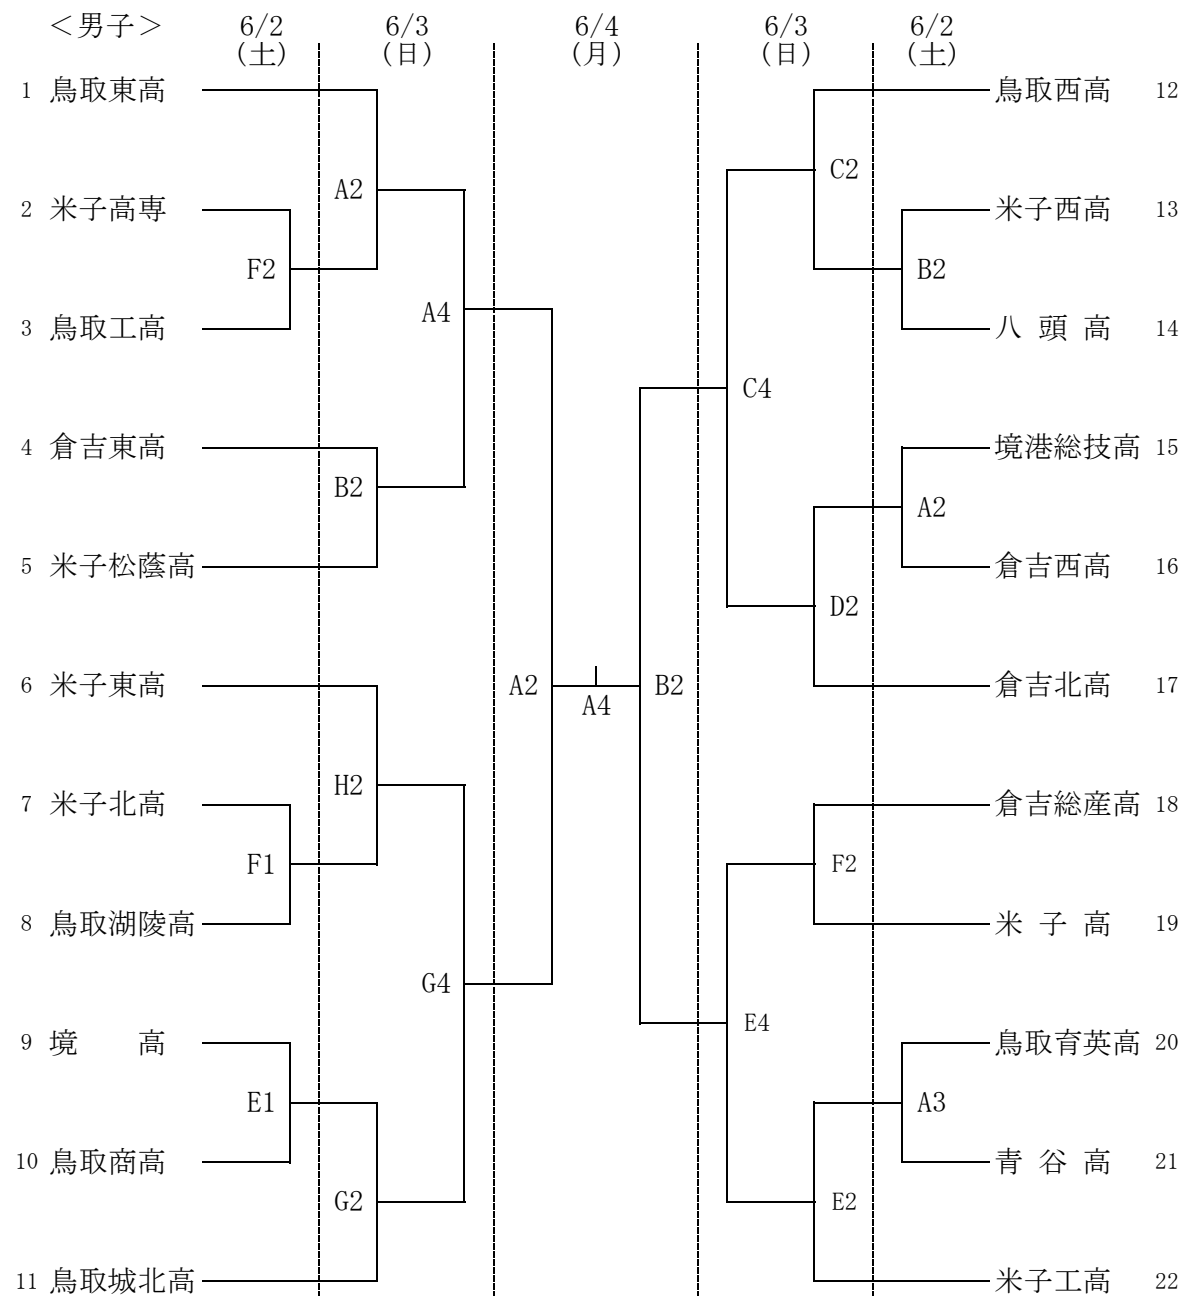 ＜男子＞ 6/2 6/3 6/4 6/3 6/2
(土) (日) (月) (日) (土)
1 鳥取東高 鳥取西高 12
C2
A2
2 米子高専 米子西高 13
F2 B2
A4
3 鳥取工高 八頭高 14
C4
4 倉吉東高 境港総技高 15
B2 A2
5 米子松蔭高 倉吉西高 16
D2
6 米子東高 A2 A4 B2 倉吉北高 17
H2
7 米子北高 倉吉総産高 18
F1 F2
8 鳥取湖陵高 米子高 19
G4
E4
9 境高 鳥取育英高 20
E1 A3
10 鳥取商高 青谷高 21
G2 E2
11 鳥取城北高 米子工高 22